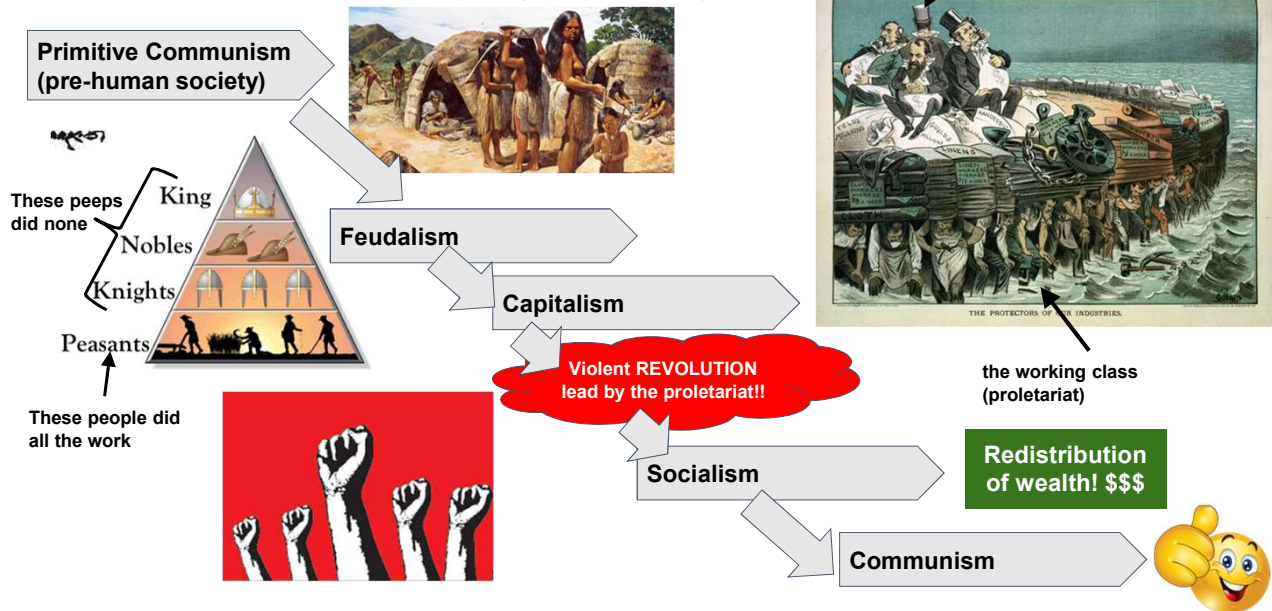 Primitive Communism
(pre-human society)
These peeps
did none
King
Nobles
Knights
Peasants
These people did
all the work
Feudalism
Capitalism
Violent REVOLUTION
lead by the proletariat!!
Socialism
Communism
LINENS
CLOTH
THE PROTECTORS OF OUR INDUSTRIES.
the working class
(proletariat)
Redistribution
of wealth! $$$